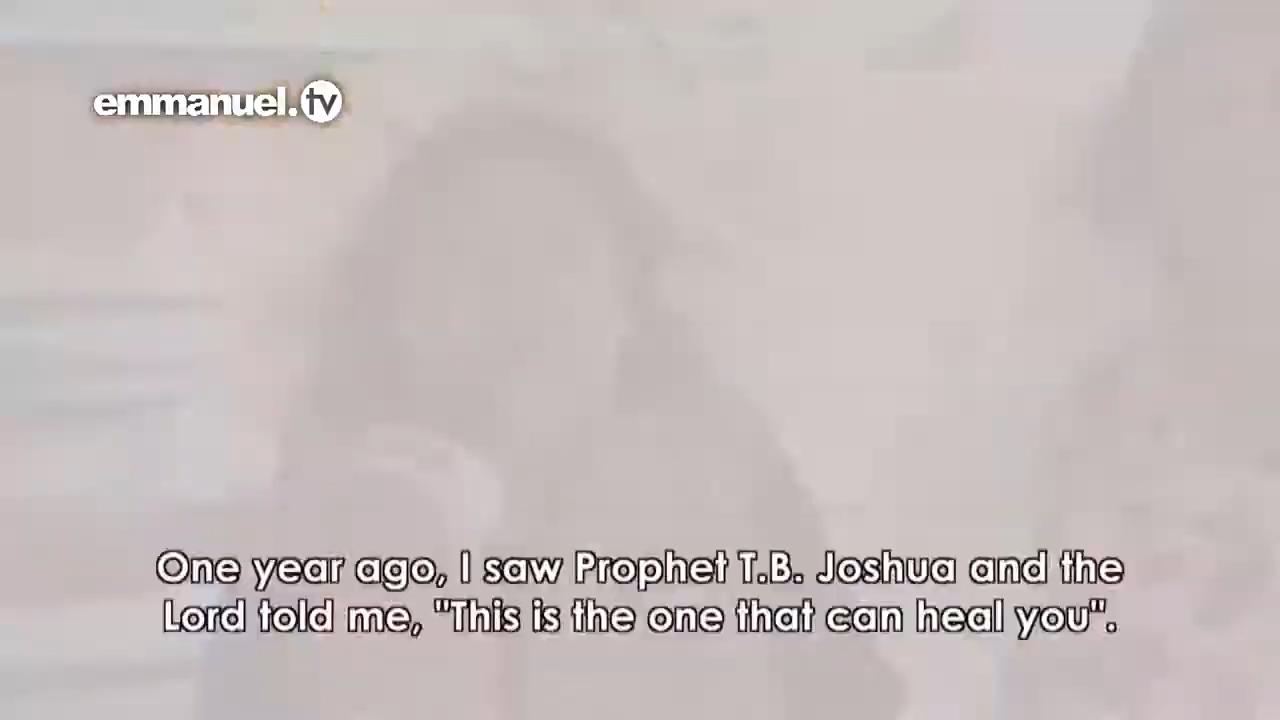 emmanuel.tv
One year ago, I saw Prophet T.B. Joshua and the
Lord told me, "This is the one that can heal you".